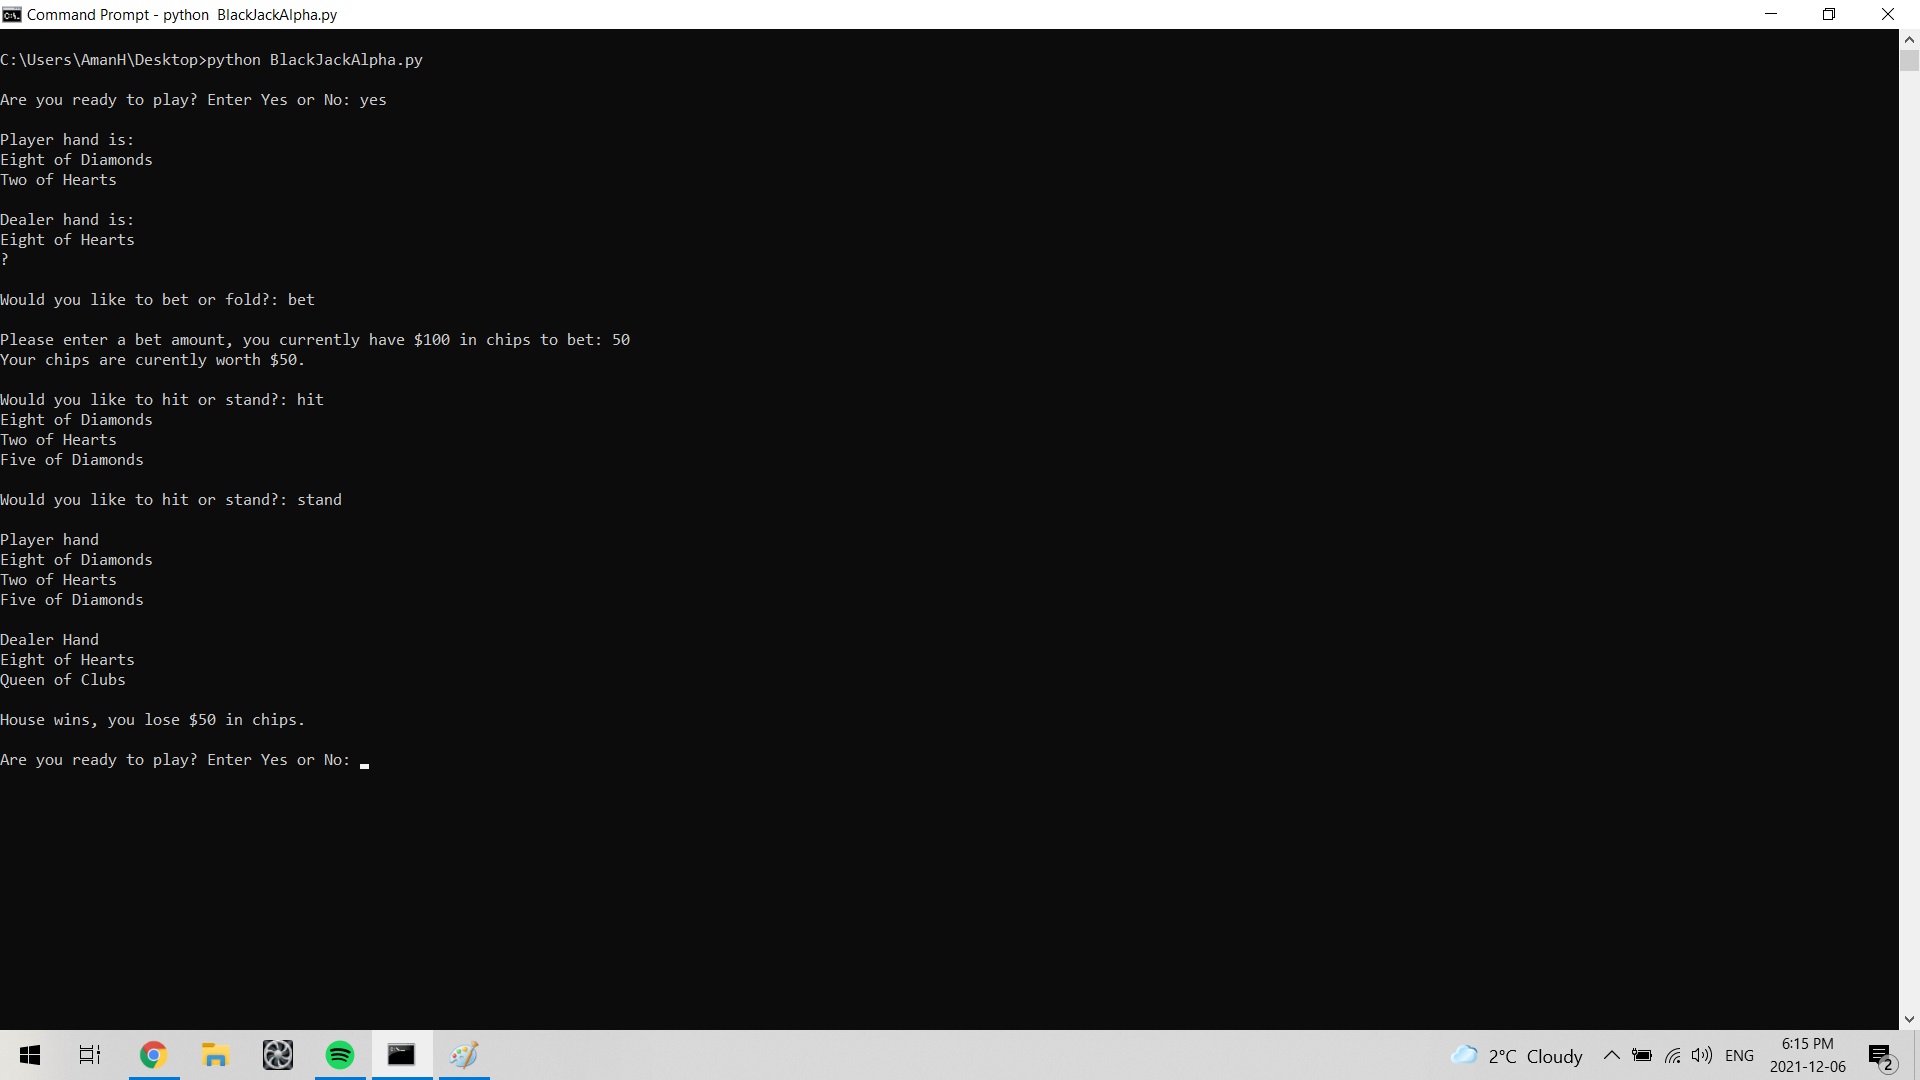 Command Prompt - python  BlackJackAlpha.py
C:\Users\AmanH\Desktop>python BlackJackAlpha.py
Are you ready to play? Enter Yes or No: yes
Player hand is:
Eight of Diamonds
Two of Hearts
Dealer hand is:
Eight of Hearts
?
Would you like to bet or fold?: bet
Please enter a bet amount, you currently have $100 in chips to bet: 50
Your chips are curently worth $50.
Would you like to hit or stand?: hit
Eight of Diamonds
Two of Hearts
Five of Diamonds
Would you like to hit or stand?: stand
Player hand
Eight of Diamonds
Two of Hearts
Five of Diamonds
Dealer Hand
Eight of Hearts
Queen of Clubs
House wins, you lose $50 in chips.
Are you ready to play? Enter Yes or No:
2°C Cloudy
ENG
6:15 PM
2021-12-06
2